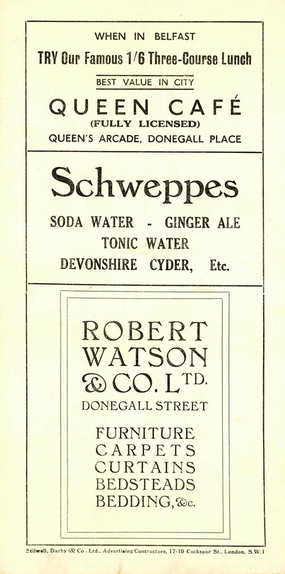 WHEN IN BELFAST
TRY Our Famous 1/6 Three-Course Lunch
BEST VALUE IN CITY
QUEEN CAFÉ
(FULLY LICENSED)
QUEEN'S ARCADE, DONEGALL PLACE
Schweppes
SODA WATER - GINGER ALE
TONIC WATER
DEVONSHIRE CYDER, Etc.
ROBERT
WATSON
& CO. LTD.
DONEGALL STREET
FURNITURE
CARPETS
CURTAINS
BEDSTEADS
BEDDING, &c.
Stilwell, Darby & Co. Ltd., Advertising Contractors, 17-19 Cockspur St., London, S.W.1